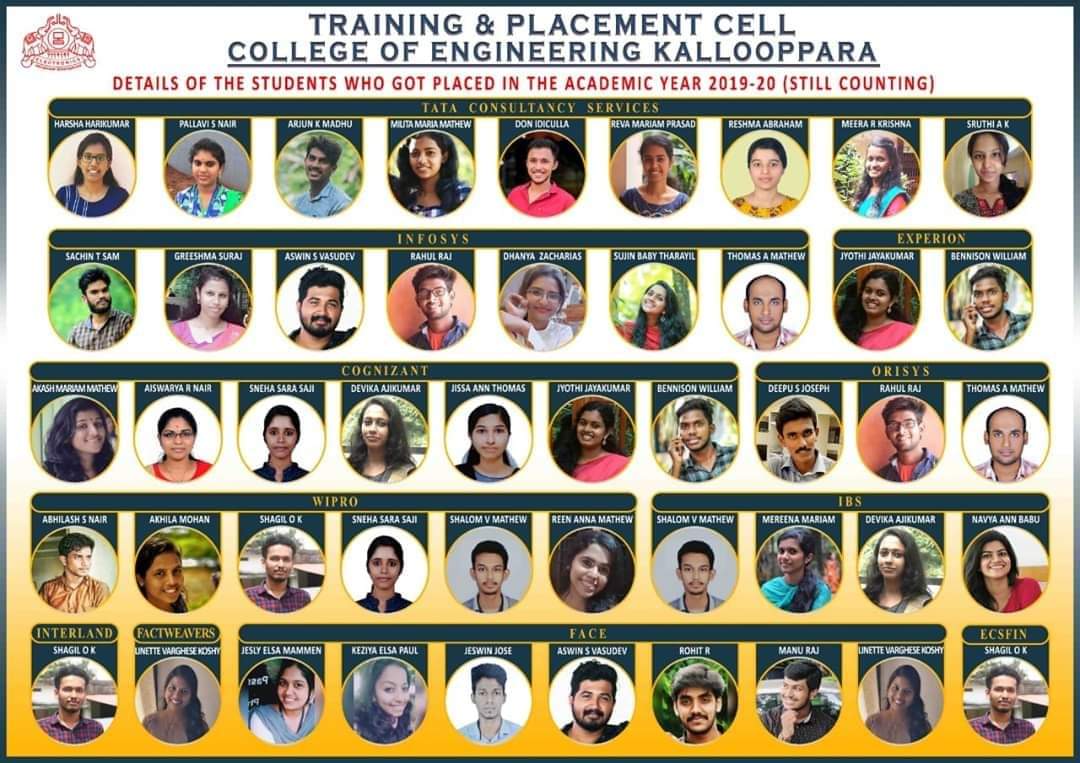 TRAINING & PLACEMENT CELL
COLLEGE OF ENGINEERING KALLOOPPARA
DETAILS OF THE STUDENTS WHO GOT PLACED IN THE ACADEMIC YEAR 2019-20 (STILL COUNTING)
ELECTRONICS
TATA CONSULTANCY SERVICES
HARSHA HARIKUMAR PALLAVI S NAIR ARJUN K MADHU MILITA MARIA MATHEW DON IDICULLA REVA MARIAM PRASAD RESHMA ABRAHAM MEERA R KRISHNA SRUTHI A K
INFOSYS EXPERION
SACHIN T SAM GREESHMA SURAJ ASWIN S VASUDEV RAHUL RAJ DHANYA ZACHARIAS SUJIN BABY THARAYIL THOMAS A MATHEW JYOTHI JAYAKUMAR BENNISON WILLIAM
COGNIZANT ORISYS
AKASH MARIAM MATHEW AISWARYA R NAIR SNEHA SARA SAJI DEVIKA AJIKUMAR JISSA ANN THOMAS JYOTHI JAYAKUMAR BENNISON WILLIAM DEEPU S JOSEPH RAHUL RAJ THOMAS A MATHEW
WIPRO IBS
ABHILASH S NAIR AKHILA MOHAN SHAGIL O K SNEHA SARA SAJI SHALOM V MATHEW REEN ANNA MATHEW SHALOM V MATHEW MEREENA MARIAM DEVIKA AJIKUMAR NAVYA ANN BABU
INTERLAND FACTWEAVERS FACE ECSFIN
SHAGIL O K LINETTE VARGHESE KOSHY JESLY ELSA MAMMEN KEZIYA ELSA PAUL JESWIN JOSE ASWIN S VASUDEV ROHIT R MANU RAJ LINETTE VARGHESE KOSHY SHAGIL O K